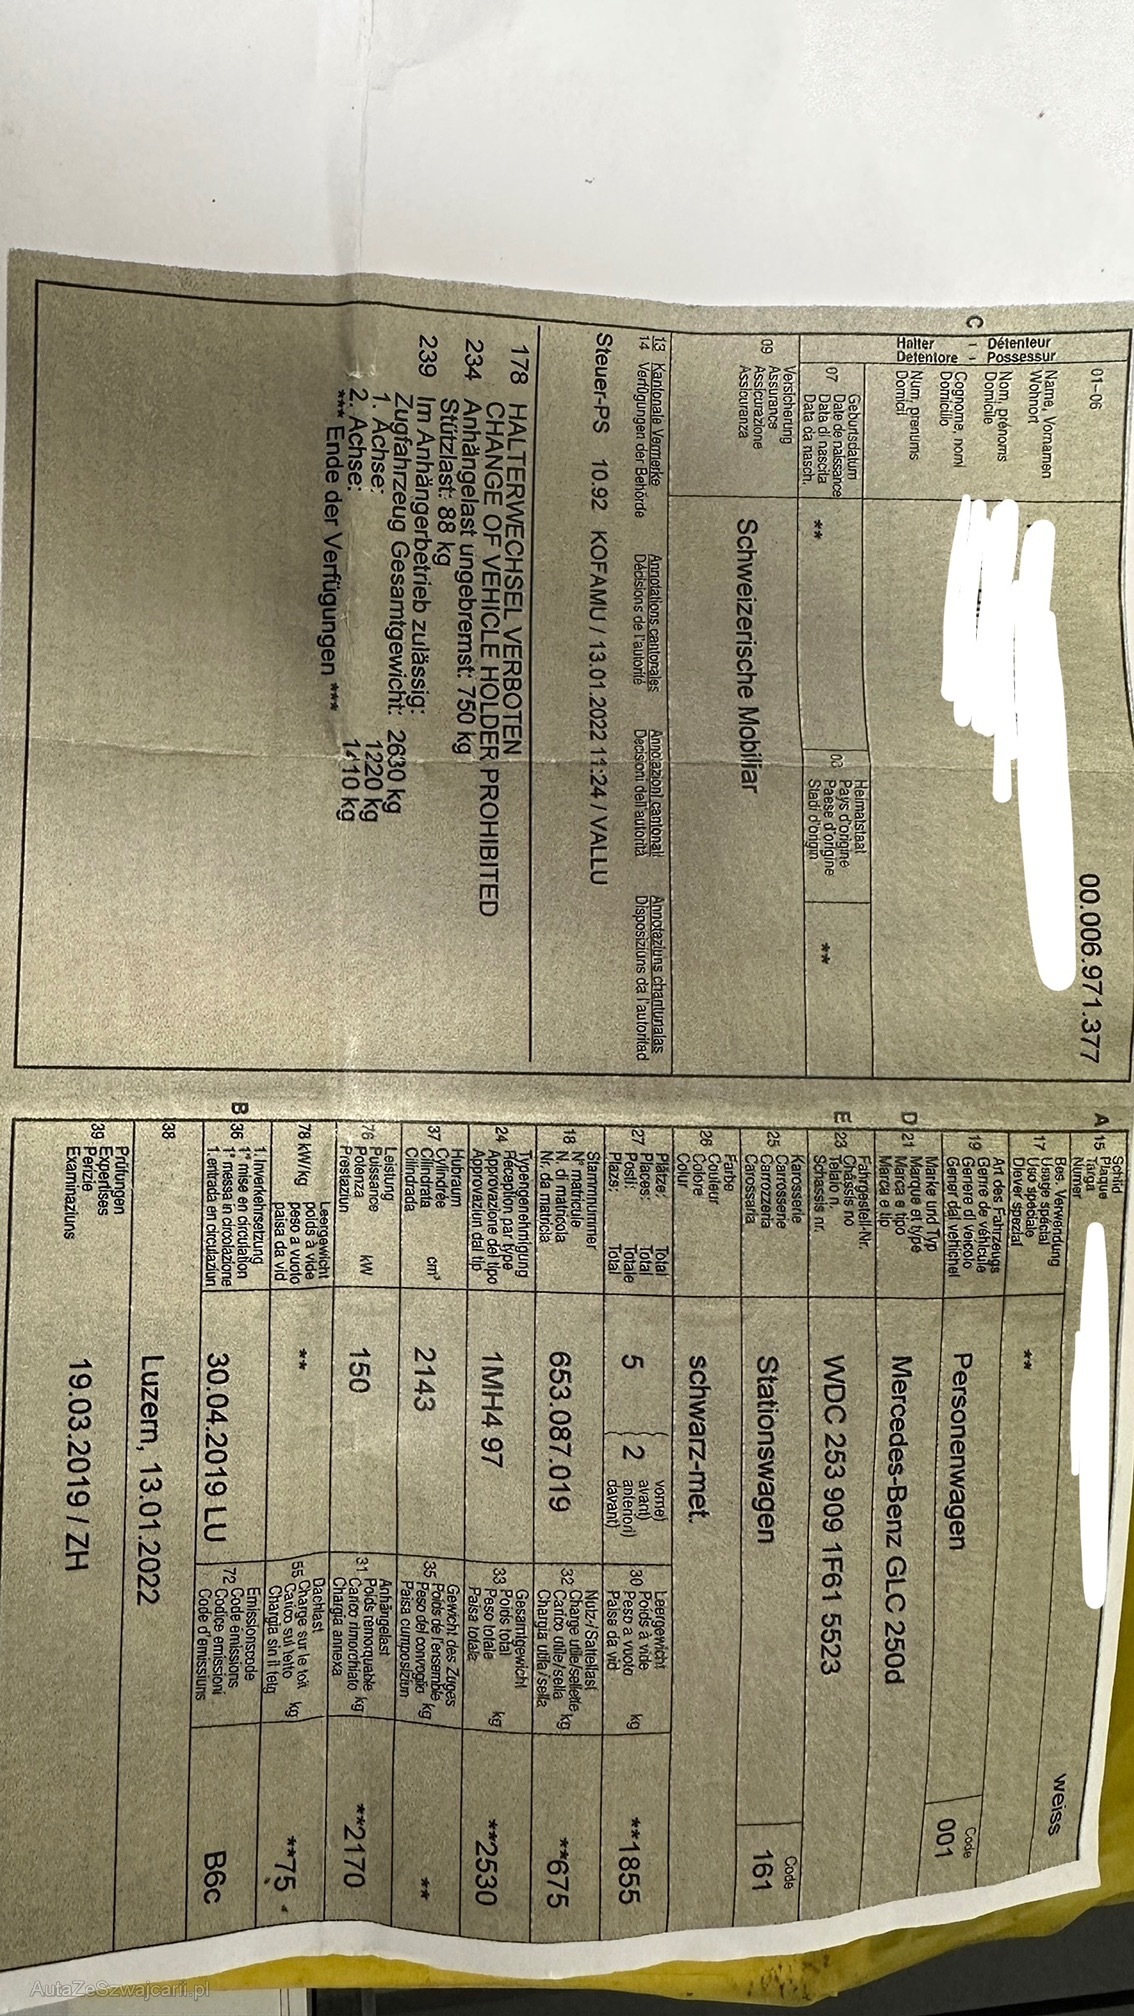 00.006.971.377
01-06
Name, Vornamen
Wohnort
Nom, prénoms
Domicile
Cognome, nomi
Domicilio
Num, prenums
Domicil
C
1
1
Détenteur
Possessur
Halter
Detentore
Geburtsdatum
07 Date de naissance
Data di nascita
Data da nasch.
**
Heimatstaat
Pays d'origine
Paese d'origine
Stadi d'origin
**
Versicherung
09 Assurance
Assicurazione
Assicuranza
Schweizerische Mobiliar
13 Kantonale Vermerke Annotations cantonales Annotazioni cantonali Annotaziuns chantunalas
14 Verfügungen der Behörde Décisions de l'autorité Decisioni dell'autorità Disposiziuns da l'autoritad
Steuer-PS 10.92 KOFAMU / 13.01.2022 11:24 / VALLU
178 HALTERWECHSEL VERBOTEN
CHANGE OF VEHICLE HOLDER PROHIBITED
234 Anhängelast ungebremst: 750 kg
Stützlast: 88 kg
239 Im Anhängerbetrieb zulässig:
Zugfahrzeug Gesamtgewicht: 2630 kg
1. Achse: 1220 kg
2. Achse: 1410 kg
*** Ende der Verfügungen ***
A 15 Schild
Plaque
Targa
Numer
weiss
Bes. Verwendung
17 Usage spécial
Uso speciale
Diever spezial
**
Art des Fahrzeugs
19 Genre de véhicule
Genere di veicolo
Gener dal vehichel
Personenwagen
Code
001
D 21 Marke und Typ
Marque et type
Marca e tipo
Marca e tip
Mercedes-Benz GLC 250d
E 23 Fahrgestell-Nr.
Châssis no
Telaio n.
Schassis nr.
WDC 253 909 1F61 5523
Karosserie
25 Carrosserie
Carrozzeria
Carossaria
Stationswagen
Code
161
Farbe
26 Couleur
Colore
Colur
schwarz-met.
Plätze: Total
27 Places: Total
Posti: Totale
Plazs: Total
5
2
vorne)
avant)
anteriori)
davant)
Leergewicht
30 Poids à vide
Peso a vuoto kg
Paisa da vid
**1855
Stammnummer
18 N° matricule
N. di matricola
Nr. da matricla
653.087.019
Nutz-/Sattellast
32 Charge utile/sellette kg
Carico utile/sella
Chargia utila/sella
**675
Typengenehmigung
24 Réception par type
Approvazione del tipo
Approvaziun dal tip
1MH4 97
Gesamtgewicht
33 Poids total
Peso totale kg
Paisa totala
**2530
Hubraum
37 Cylindrée
Cilindrata cm³
Cilindrada
2143
Gewicht des Zuges
35 Poids de l'ensemble
Peso del convoglio kg
Paisa cumposiziun
**
Leistung
76 Puissance
Potenza kW
Prestaziun
150
Anhängelast
31 Poids remorquable
Carico rimorchiato kg
Chargia annexa
**2170
Leergewicht
78 kW/kg poids à vide
peso a vuoto
paisa da vid
**
Dachlast
55 Charge sur le toit
Carico sul tetto kg
Chargia sin il tetg
**75
B 36 1.Inverkehrsetzung
1re mise en circulation
1a messa in circolazione
1.entrada en circulaziun
30.04.2019 LU
Emissionscode
72 Code émissions
Codice emissioni
Code d'emissiuns
B6c
38
Luzern, 13.01.2022
Prüfungen
39 Expertises
Perizie
Examinaziuns
19.03.2019 / ZH
AutaZeSzwajcarii.pl